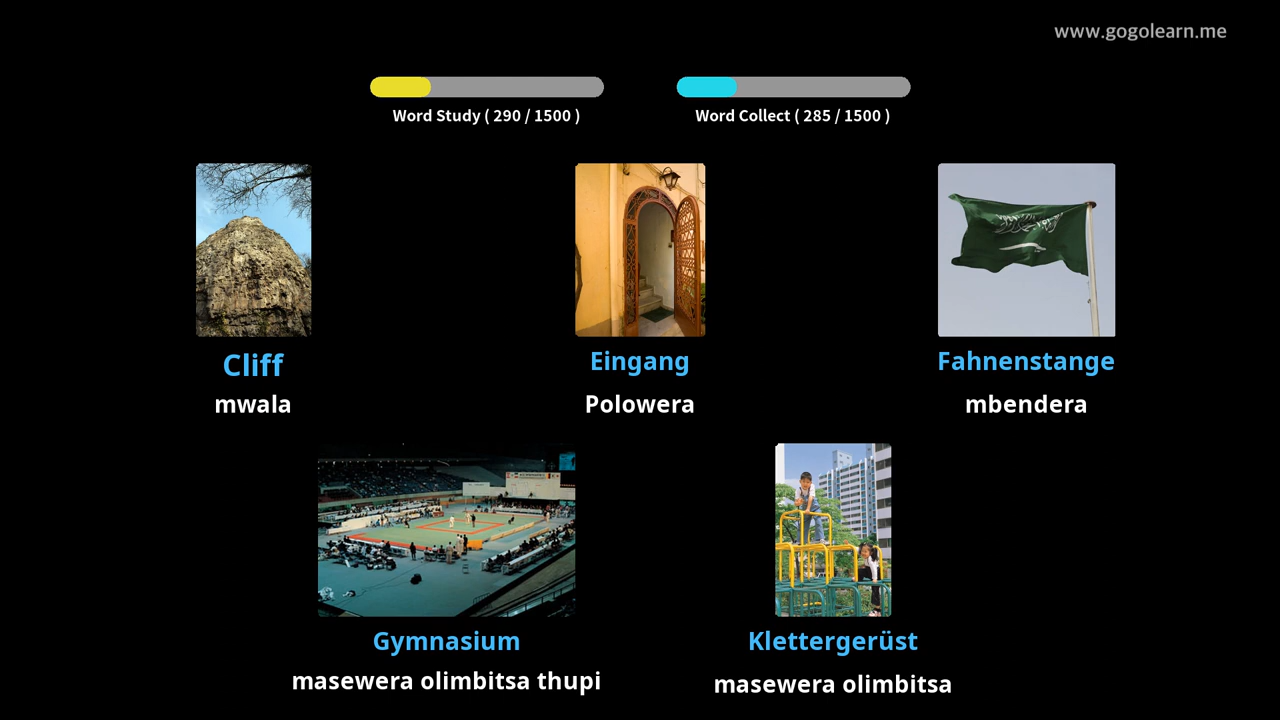 www.gogolearn.me
Word Study ( 290 / 1500 )
Word Collect ( 285 / 1500 )
Cliff
mwala
Eingang
Polowera
Fahnenstange
mbendera
Gymnasium
masewera olimbitsa thupi
Klettergerüst
masewera olimbitsa